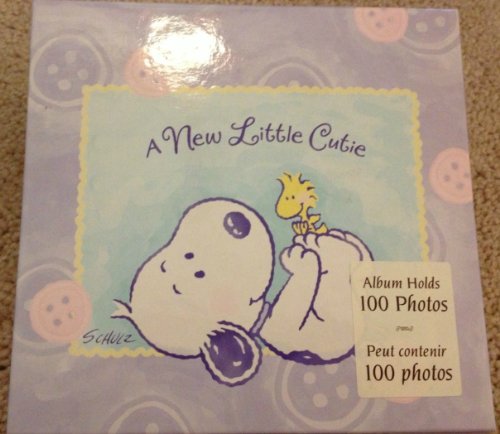 A New Little Cutie
SCHULZ
Album Holds
100 Photos
Peut contenir
100 photos